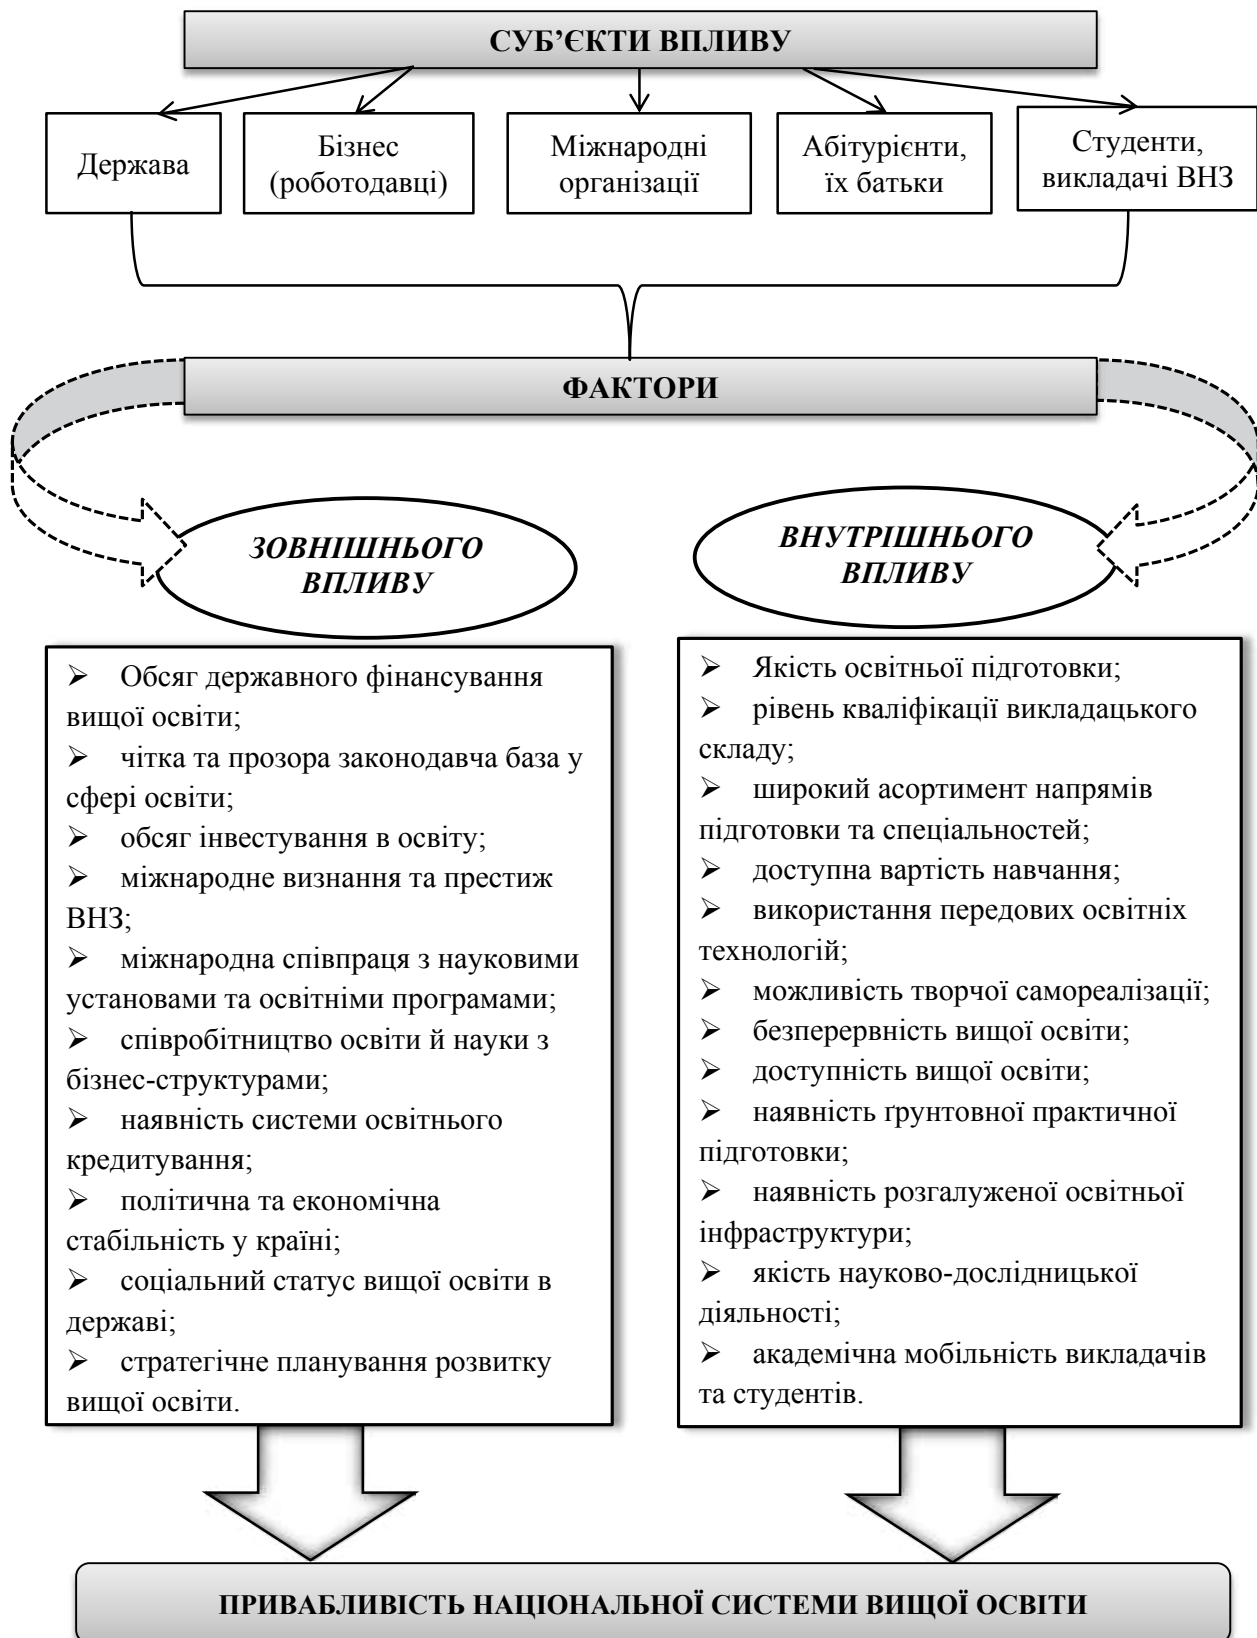 СУБ’ЄКТИ ВПЛИВУ
Держава
Бізнес
(роботодавці)
Міжнародні
організації
Абітурієнти,
їх батьки
Студенти,
викладачі ВНЗ
ФАКТОРИ
ЗОВНІШНЬОГО
ВПЛИВУ
ВНУТРІШНЬОГО
ВПЛИВУ
➢ Обсяг державного фінансування
вищої освіти;
➢ чітка та прозора законодавча база у
сфері освіти;
➢ обсяг інвестування в освіту;
➢ міжнародне визнання та престиж
ВНЗ;
➢ міжнародна співпраця з науковими
установами та освітніми програмами;
➢ співробітництво освіти й науки з
бізнес-структурами;
➢ наявність системи освітнього
кредитування;
➢ політична та економічна
стабільність у країні;
➢ соціальний статус вищої освіти в
державі;
➢ стратегічне планування розвитку
вищої освіти.
➢ Якість освітньої підготовки;
➢ рівень кваліфікації викладацького
складу;
➢ широкий асортимент напрямів
підготовки та спеціальностей;
➢ доступна вартість навчання;
➢ використання передових освітніх
технологій;
➢ можливість творчої самореалізації;
➢ безперервність вищої освіти;
➢ доступність вищої освіти;
➢ наявність ґрунтовної практичної
підготовки;
➢ наявність розгалуженої освітньої
інфраструктури;
➢ якість науково-дослідницької
діяльності;
➢ академічна мобільність викладачів
та студентів.
ПРИВАБЛИВІСТЬ НАЦІОНАЛЬНОЇ СИСТЕМИ ВИЩОЇ ОСВІТИ